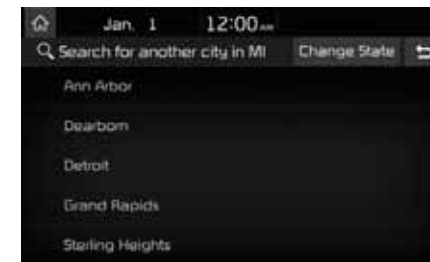 Jan. 1 12:00 AM
Search for another city in MI Change State
Ann Arbor
Dearborn
Detroit
Grand Rapids
Sterling Heights